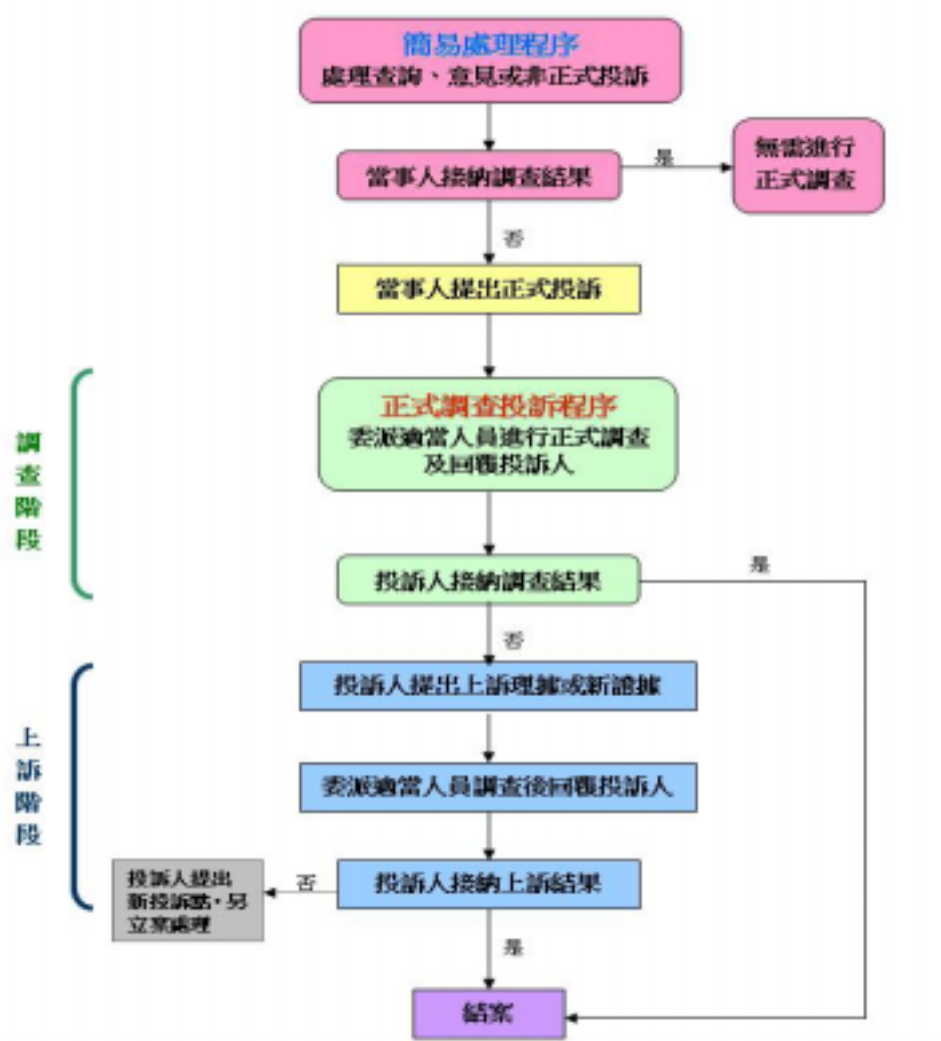 簡易處理程序
處理查詢、意見或非正式投訴
當事人接納調查結果
是
無需進行
正式調查
否
當事人提出正式投訴
調查階段
正式調查投訴程序
委派適當人員進行正式調查
及回覆投訴人
投訴人接納調查結果
是
否
上訴階段
投訴人提出上訴理據或新證據
委派適當人員調查後回覆投訴人
投訴人接納上訴結果
否
投訴人提出
新投訴點，另
立案處理
是
結案